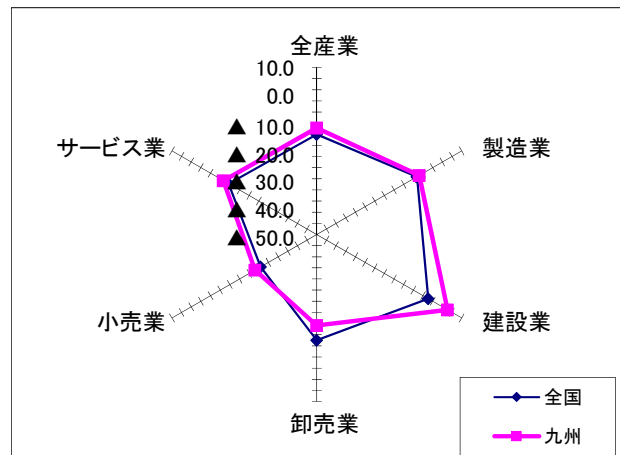 全産業
10.0
0.0
▲ 10.0
▲ 20.0
▲ 30.0
▲ 40.0
▲ 50.0
製造業
建設業
卸売業
小売業
サービス業
全国
九州